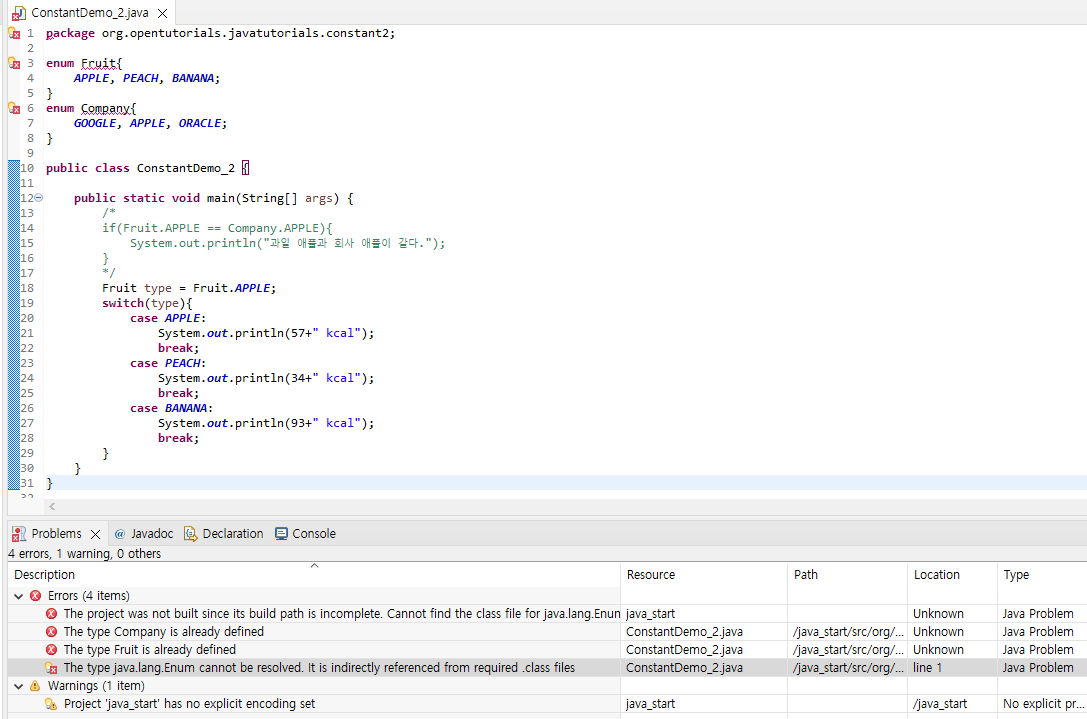 ConstantDemo_2.java
1 package org.opentutorials.javatutorials.constant2;
2
3 enum Fruit{
4     APPLE, PEACH, BANANA;
5 }
6 enum Company{
7     GOOGLE, APPLE, ORACLE;
8 }
9
10 public class ConstantDemo_2 {
11
12     public static void main(String[] args) {
13         /*
14         if(Fruit.APPLE == Company.APPLE){
15             System.out.println("과일 애플과 회사 애플이 같다.");
16         }
17         */
18         Fruit type = Fruit.APPLE;
19         switch(type){
20             case APPLE:
21                 System.out.println(57+" kcal");
22                 break;
23             case PEACH:
24                 System.out.println(34+" kcal");
25                 break;
26             case BANANA:
27                 System.out.println(93+" kcal");
28                 break;
29         }
30     }
31 }
32
Problems @ Javadoc Declaration Console
4 errors, 1 warning, 0 others
Description Resource Path Location Type
Errors (4 items)
The project was not built since its build path is incomplete. Cannot find the class file for java.lang.Enum java_start Unknown Java Problem
The type Company is already defined ConstantDemo_2.java /java_start/src/org/... Unknown Java Problem
The type Fruit is already defined ConstantDemo_2.java /java_start/src/org/... Unknown Java Problem
The type java.lang.Enum cannot be resolved. It is indirectly referenced from required .class files ConstantDemo_2.java /java_start/src/org/... line 1 Java Problem
Warnings (1 item)
Project 'java_start' has no explicit encoding set java_start /java_start No explicit pr...